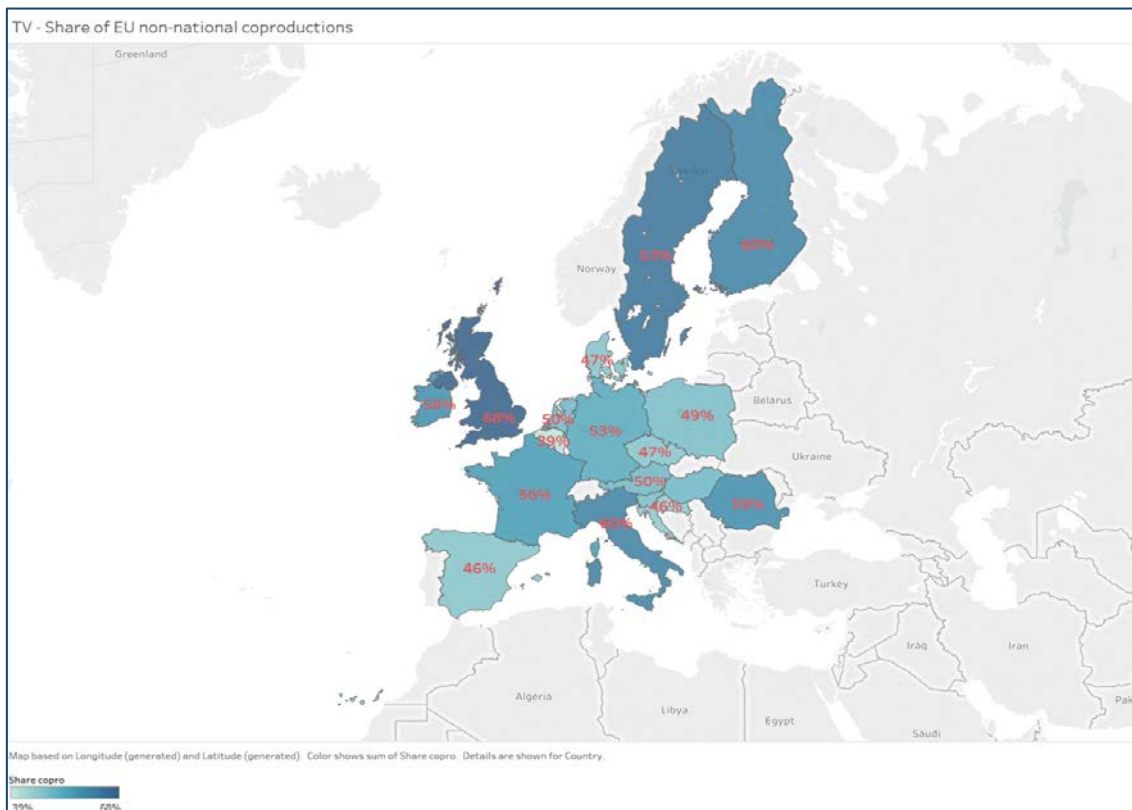 TV - Share of EU non-national coproductions
Greenland
Sweden
Norway
63%
47%
Belarus
58%
68%
50%
53%
49%
39%
47%
Ukraine
50%
56%
46%
46%
Turkey
Iraq
Iran
Algeria
Libya
Egypt
Pak
Saudi
Map based on Longitude (generated) and Latitude (generated). Color shows sum of Share copro. Details are shown for Country.
Share copro
39% 68%